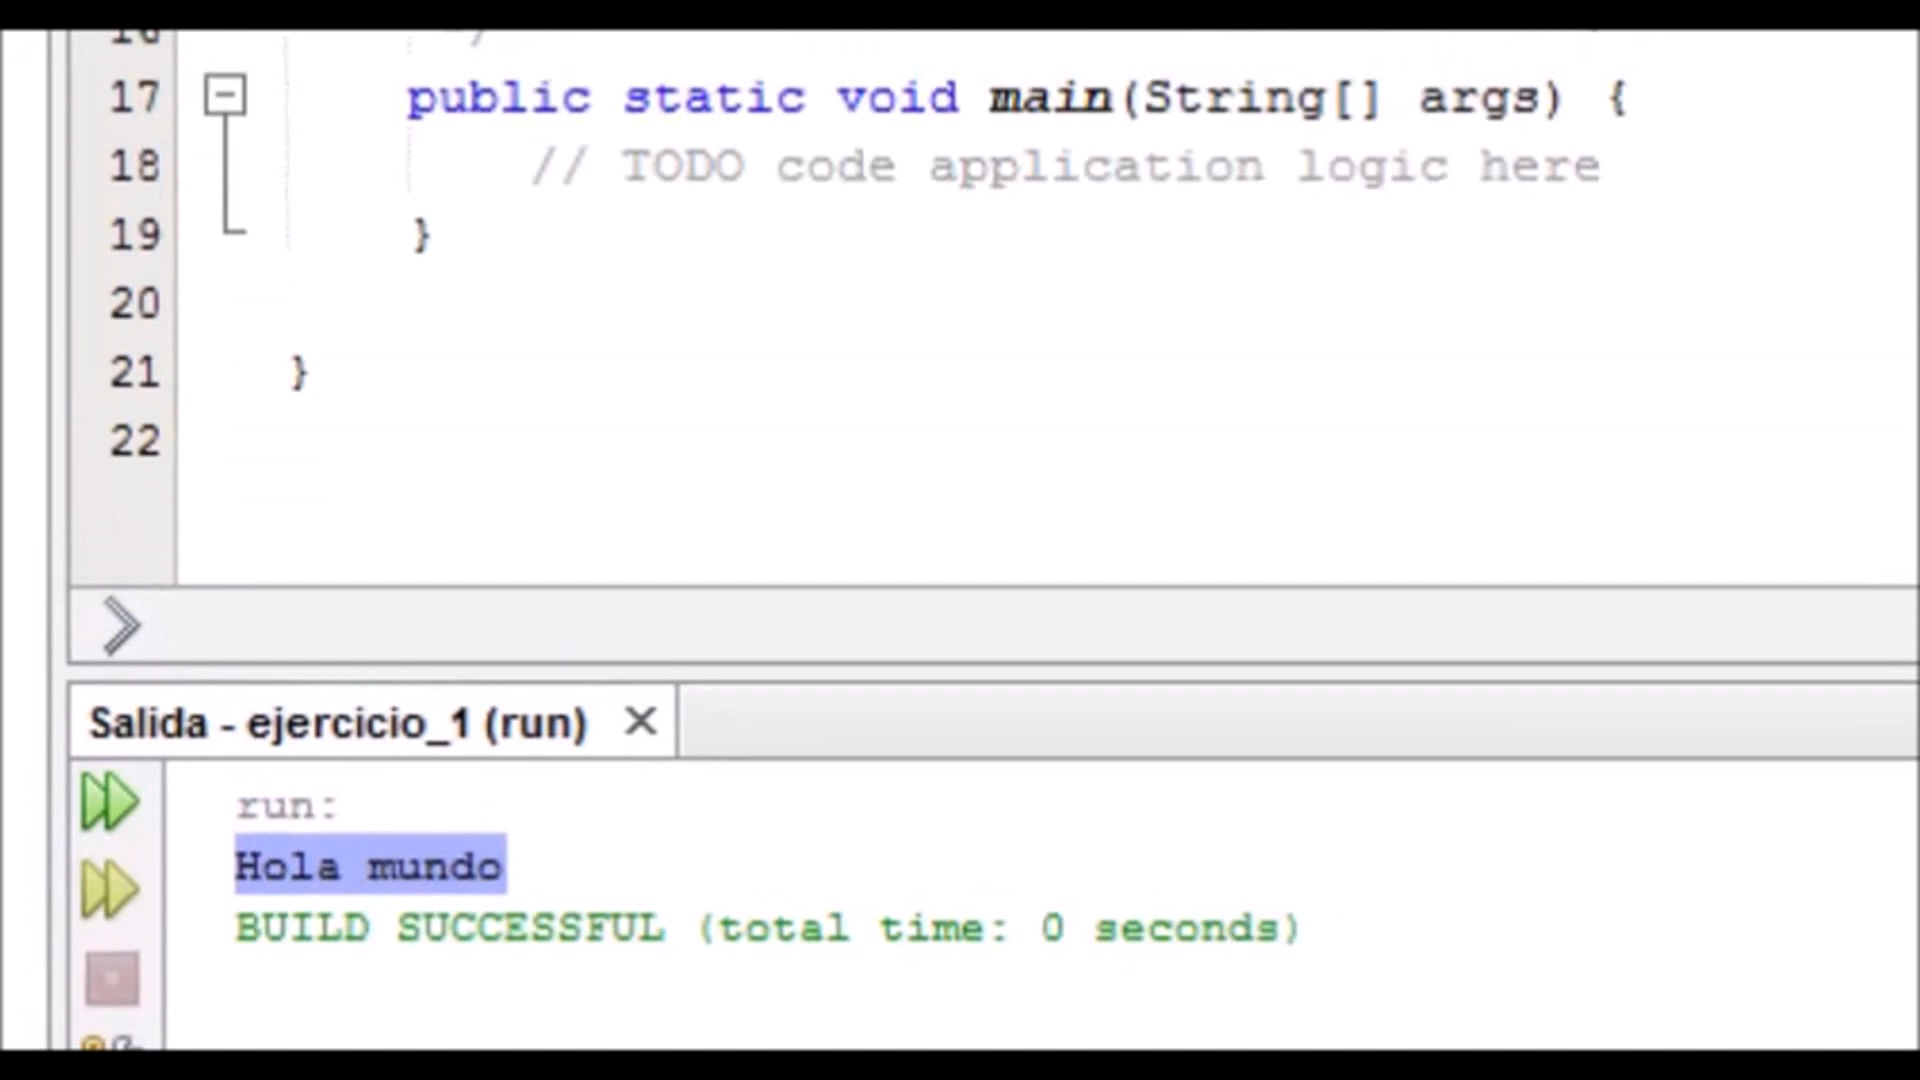 16 */
17 public static void main(String[] args) {
18 // TODO code application logic here
19 }
20
21 }
22
Salida - ejercicio_1 (run)
run:
Hola mundo
BUILD SUCCESSFUL (total time: 0 seconds)